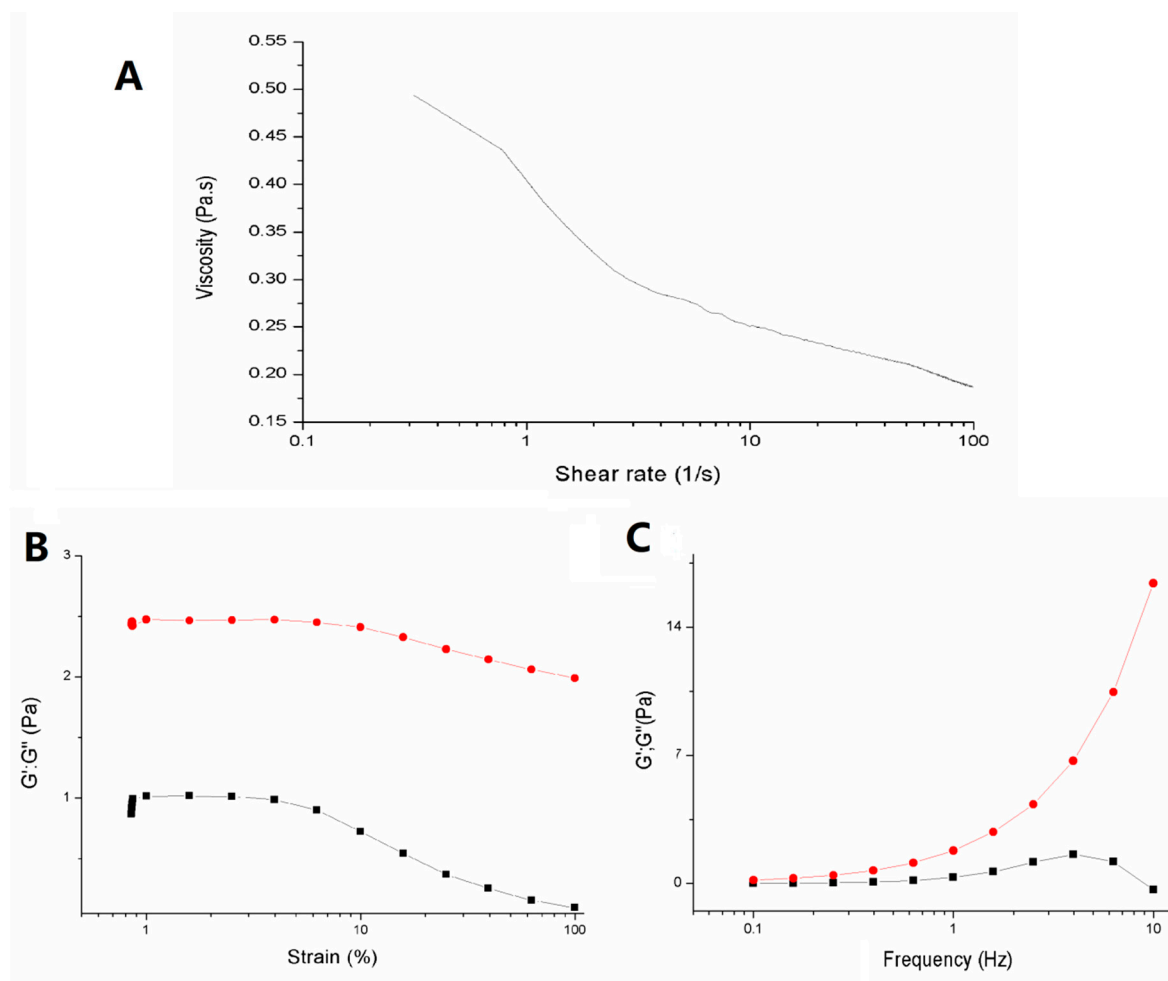 A
0.55
0.50
0.45
0.40
0.35
0.30
0.25
0.20
0.15
Viscosity (Pa.s)
0.1 1 10 100
Shear rate (1/s)
B
3
2
1
G':G'' (Pa)
1 10 100
Strain (%)
C
14
7
0
G';G''(Pa)
0.1 1 10
Frequency (Hz)